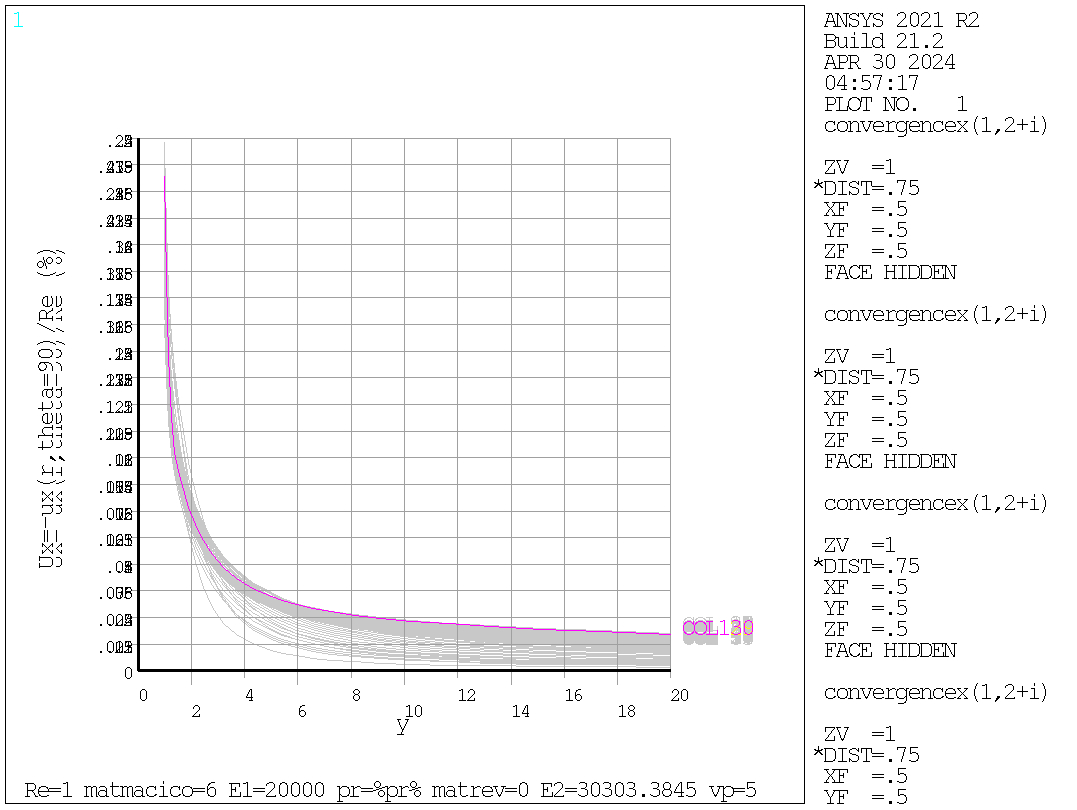 1
ANSYS 2021 R2
Build 21.2
APR 30 2024
04:57:17
PLOT NO. 1
convergencex(1,2+i)
ZV =1
*DIST=.75
XF =.5
YF =.5
ZF =.5
FACE HIDDEN
convergencex(1,2+i)
ZV =1
*DIST=.75
XF =.5
YF =.5
ZF =.5
FACE HIDDEN
convergencex(1,2+i)
ZV =1
*DIST=.75
XF =.5
YF =.5
ZF =.5
FACE HIDDEN
convergencex(1,2+i)
ZV =1
*DIST=.75
XF =.5
YF =.5
Ux=-ux(r,theta=90)/Re (%)
0
COL130
0 4 8 12 16 20
2 6 10 14 18
y
Re=1 matmacico=6 E1=20000 pr=%pr% matrev=0 E2=30303.3845 vp=5